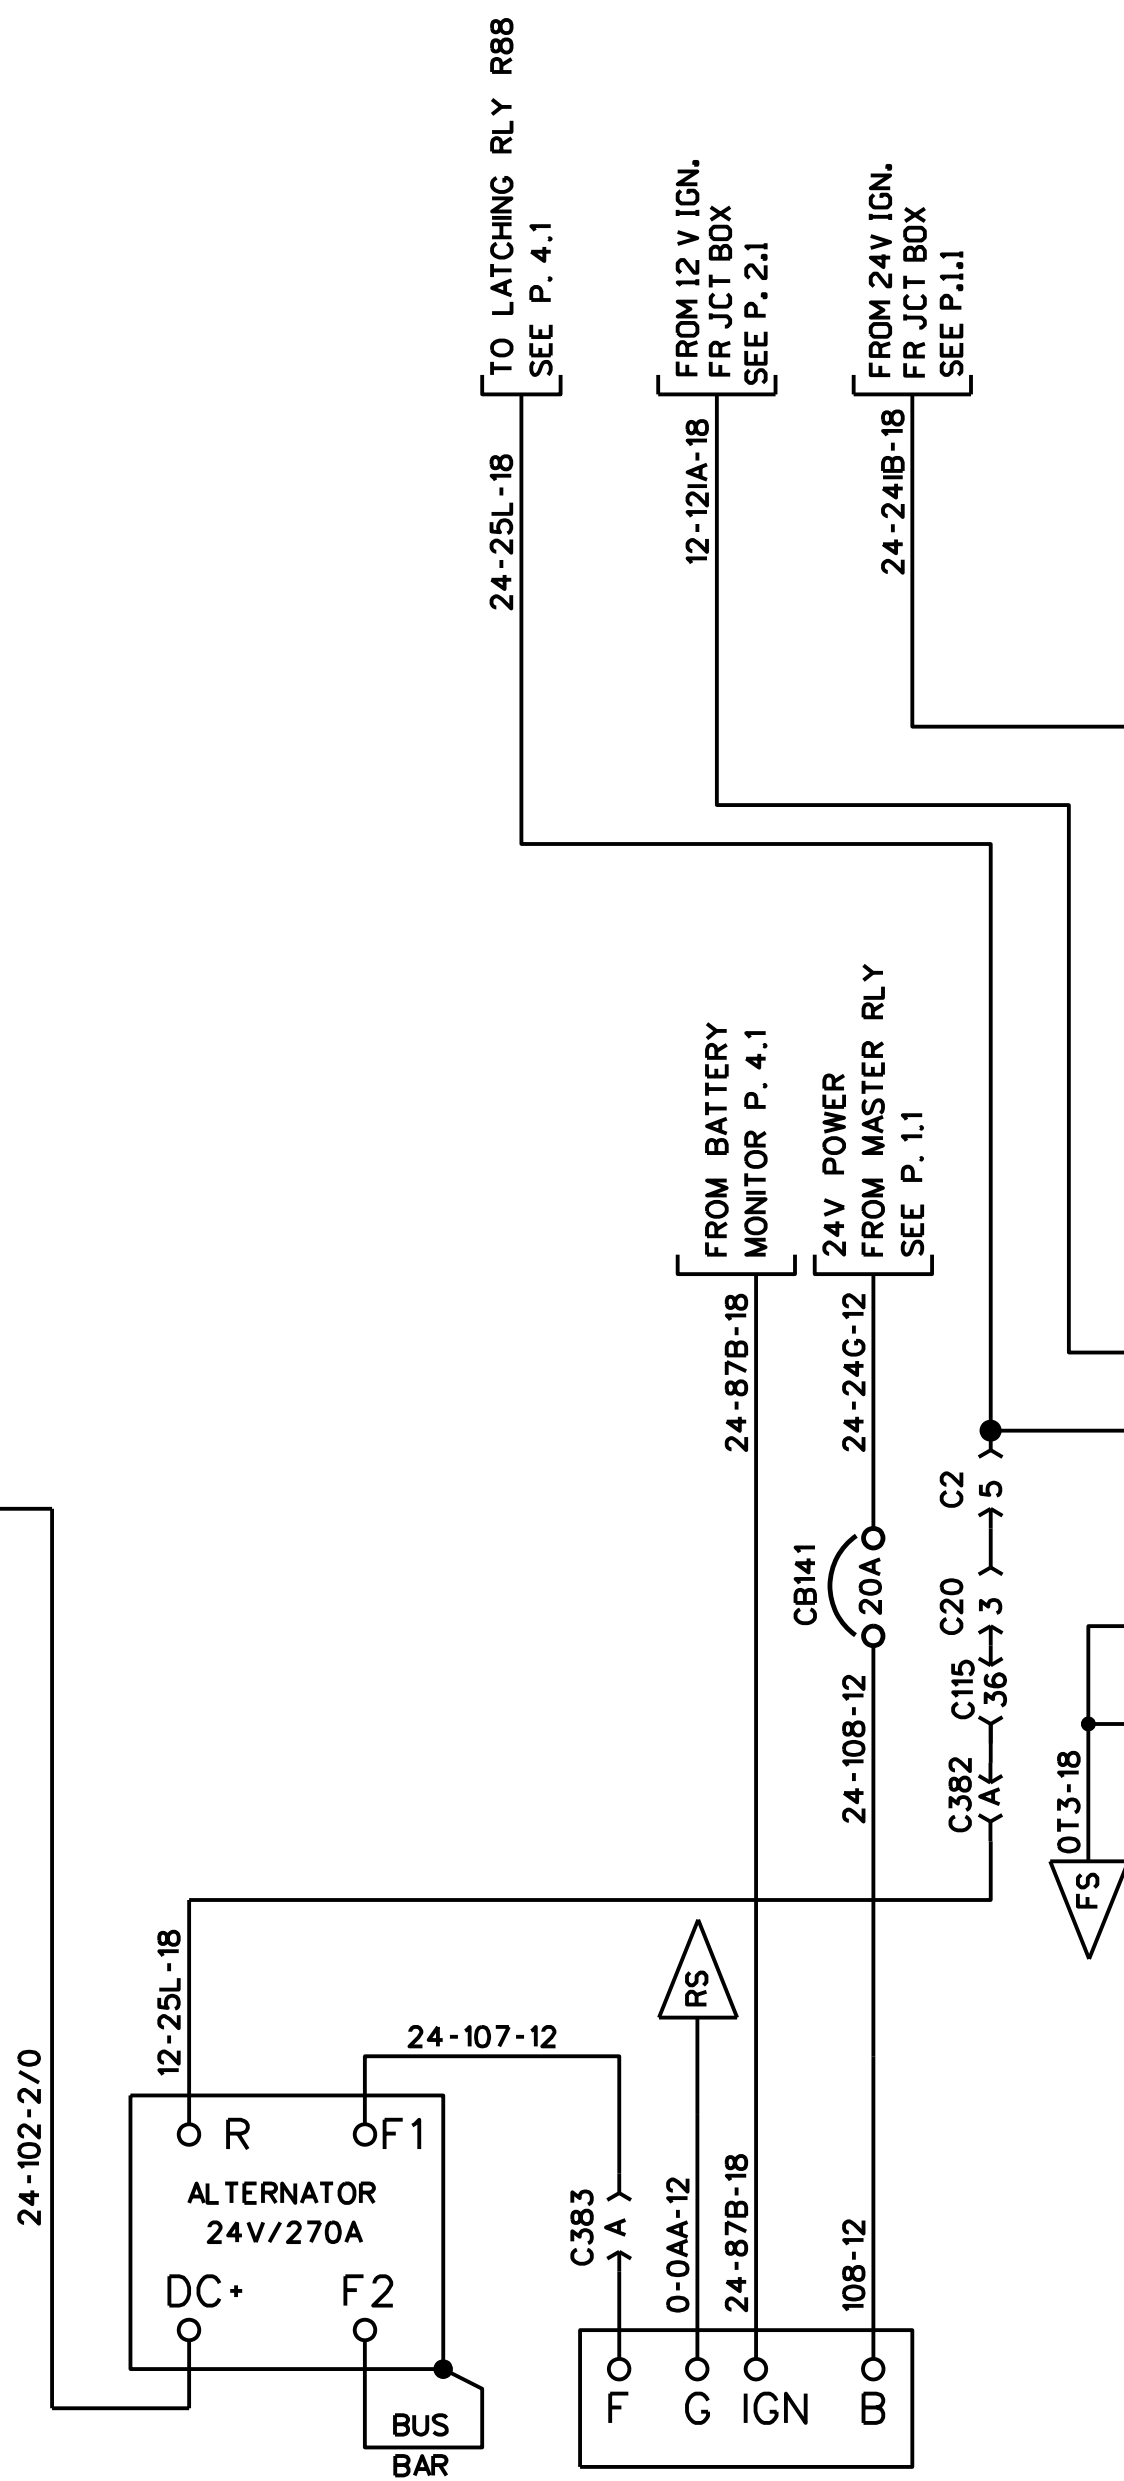 TO LATCHING RLY R88
SEE P. 4.1
FROM 12 V IGN.
FR JCT BOX
SEE P. 2.1
FROM 24V IGN.
FR JCT BOX
SEE P.1.1
24-25L-18
12-12IA-18
24-24IB-18
FROM BATTERY
MONITOR P. 4.1
24V POWER
FROM MASTER RLY
SEE P. 1.1
24-87B-18
24-24G-12
C2
5
CB141
20A
C20
3
C115
36
24-108-12
C382
A
0T3-18
FS
12-25L-18
RS
24-107-12
24-102-2/0
R
F1
ALTERNATOR
24V/270A
DC+
F2
C383
A
0-0AA-12
24-87B-18
108-12
BUS
BAR
F
G
IGN
B